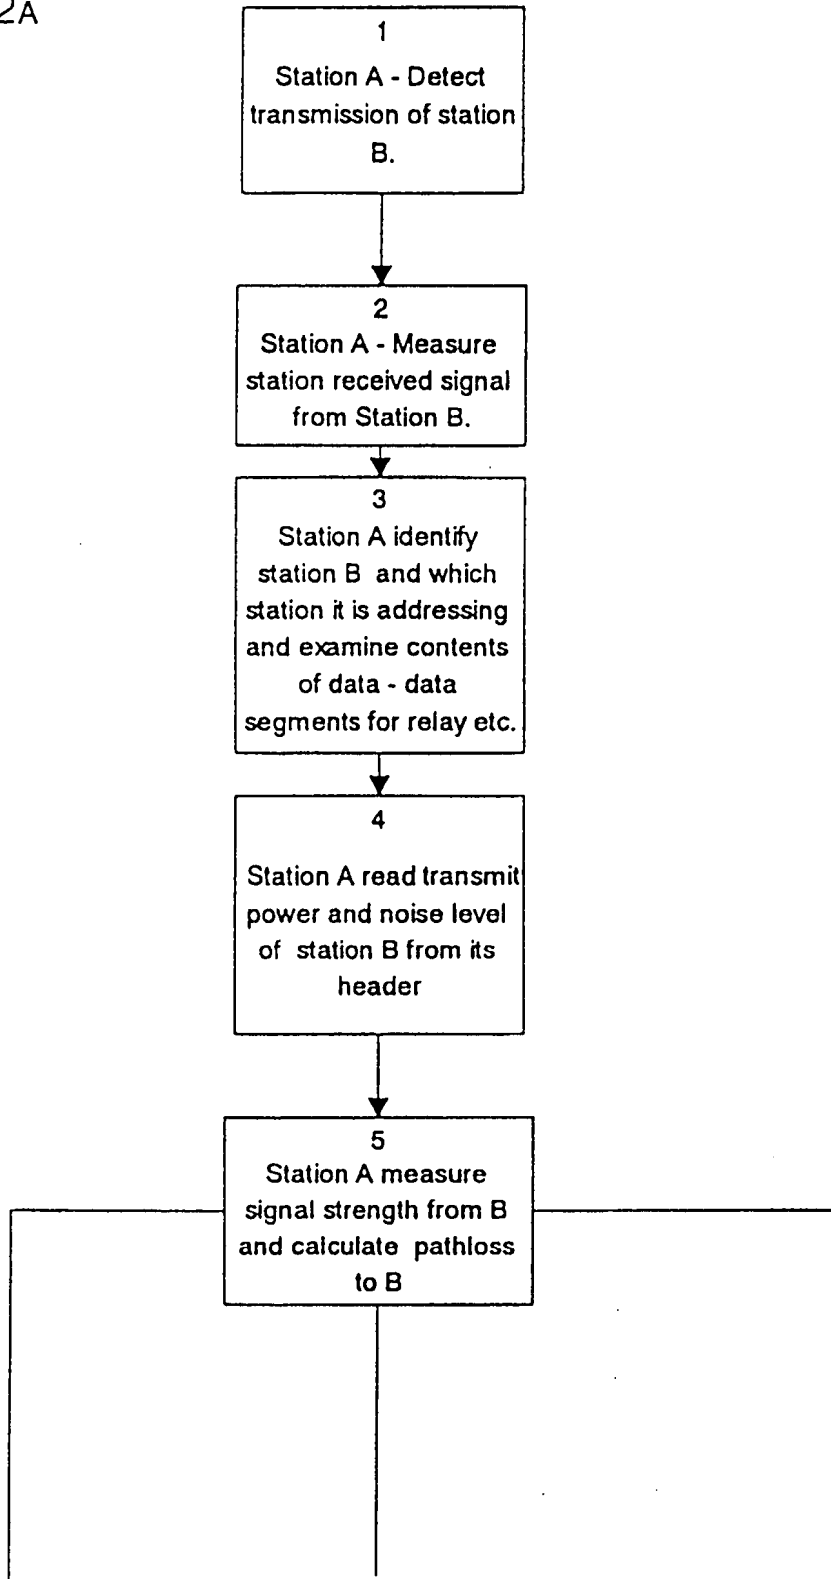 2A
1
Station A - Detect
transmission of station
B.
2
Station A - Measure
station received signal
from Station B.
3
Station A identify
station B and which
station it is addressing
and examine contents
of data - data
segments for relay etc.
4
Station A read transmit
power and noise level
of station B from its
header
5
Station A measure
signal strength from B
and calculate pathloss
to B